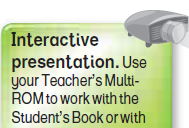 Interactive
presentation. Use
your Teacher's Multi-
ROM to work with the
Student's Book or with